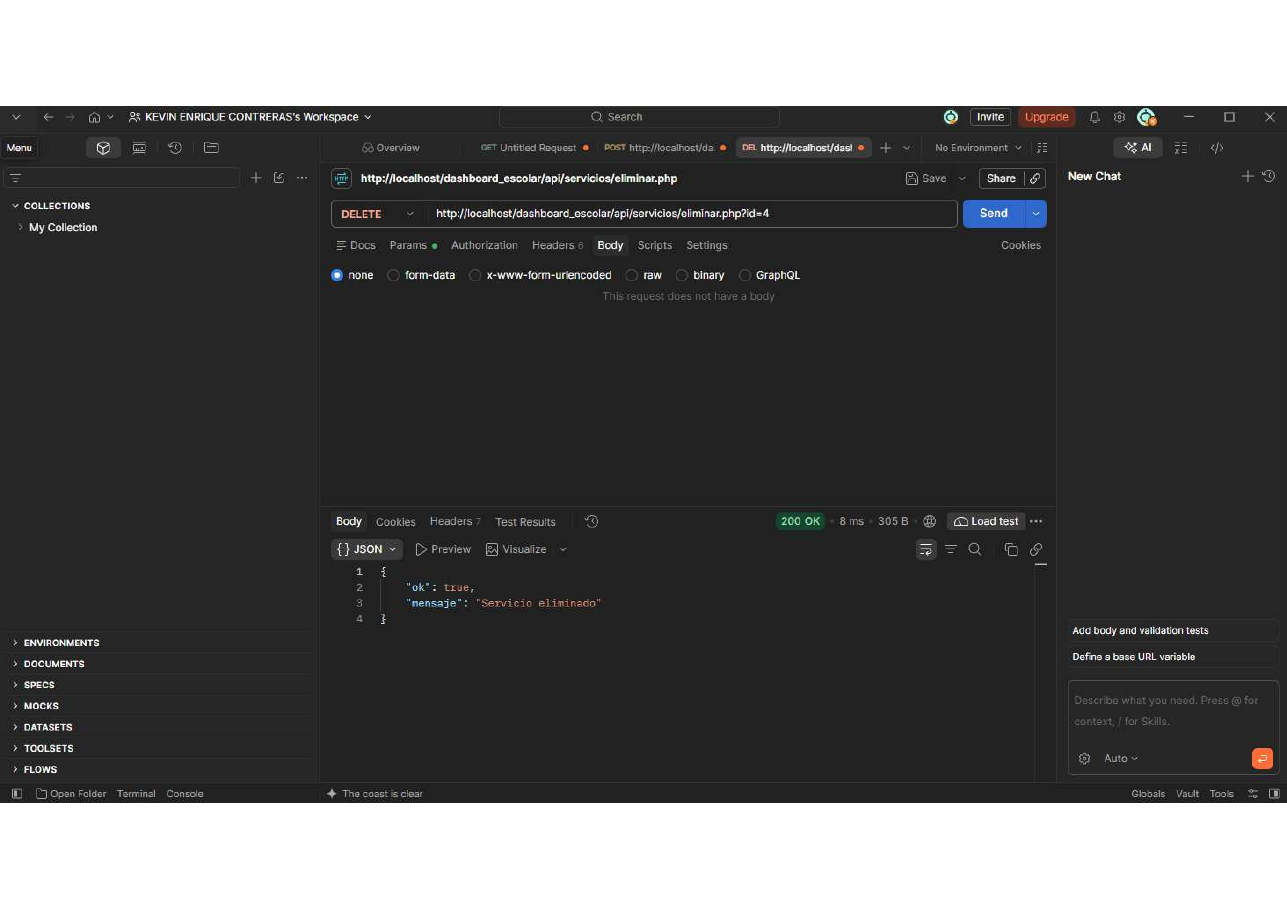 KEVIN ENRIQUE CONTRERAS's Workspace
Search
Invite
Upgrade
Menu
Overview
GET Untitled Request
POST http://localhost/da
DEL http://localhost/dasl
No Environment
AI
http://localhost/dashboard_escolar/api/servicios/eliminar.php
Save
Share
New Chat
COLLECTIONS
My Collection
DELETE
http://localhost/dashboard_escolar/api/servicios/eliminar.php?id=4
Send
Docs
Params
Authorization
Headers 6
Body
Scripts
Settings
Cookies
none
form-data
x-www-form-urlencoded
raw
binary
GraphQL
This request does not have a body
Body
Cookies
Headers 7
Test Results
200 OK
8 ms
305 B
Load test
{} JSON
Preview
Visualize
1 {
2 "ok": true,
3 "mensaje": "Servicio eliminado"
4 }
ENVIRONMENTS
DOCUMENTS
SPECS
MOCKS
DATASETS
TOOLSETS
FLOWS
Add body and validation tests
Define a base URL variable
Describe what you need. Press @ for
context, / for Skills.
Auto
Open Folder
Terminal
Console
The coast is clear
Globals
Vault
Tools